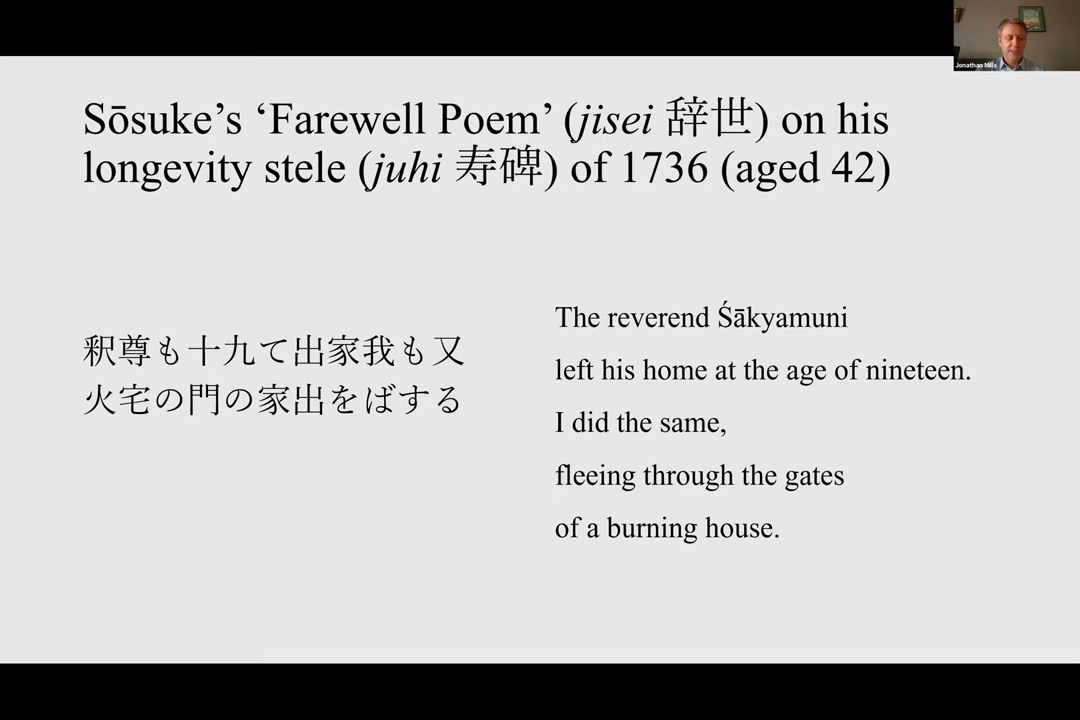 Jonathan Mills
Sōsuke's ‘Farewell Poem’ (jisei 辞世) on his
longevity stele (juhi 寿碑) of 1736 (aged 42)
釈尊も十九て出家我も又
火宅の門の家出をばする
The reverend Śākyamuni
left his home at the age of nineteen.
I did the same,
fleeing through the gates
of a burning house.